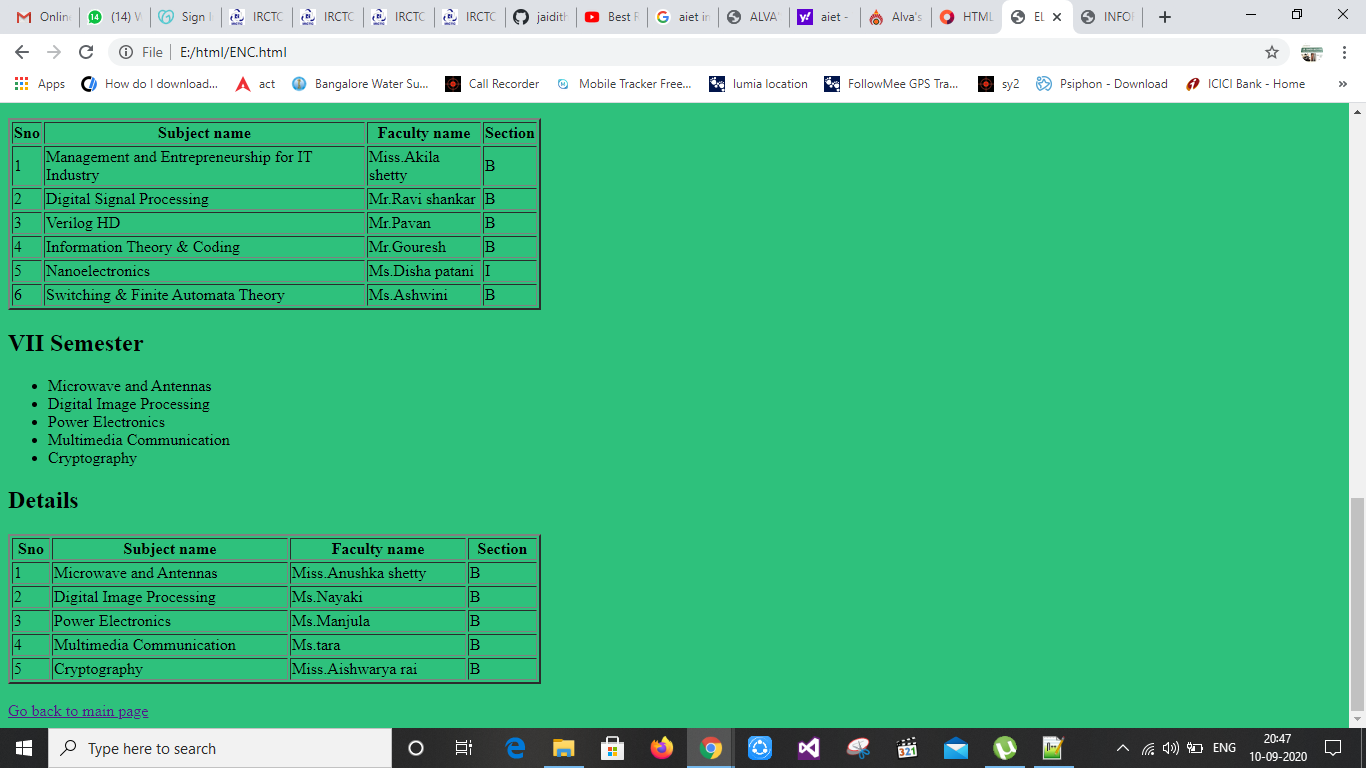 Onlin
(14) W
Sign I
IRCTC
IRCTC
IRCTC
IRCTC
jaidith
Best R
aiet in
ALVA'
aiet -
Alva's
HTML
EL
INFOR
File E:/html/ENC.html
Apps How do I download... act Bangalore Water Su... Call Recorder Mobile Tracker Free... lumia location FollowMee GPS Tra... sy2 Psiphon - Download ICICI Bank - Home »
Sno Subject name Faculty name Section
1 Management and Entrepreneurship for IT Industry Miss.Akila shetty B
2 Digital Signal Processing Mr.Ravi shankar B
3 Verilog HD Mr.Pavan B
4 Information Theory & Coding Mr.Gouresh B
5 Nanoelectronics Ms.Disha patani I
6 Switching & Finite Automata Theory Ms.Ashwini B
VII Semester
• Microwave and Antennas
• Digital Image Processing
• Power Electronics
• Multimedia Communication
• Cryptography
Details
Sno Subject name Faculty name Section
1 Microwave and Antennas Miss.Anushka shetty B
2 Digital Image Processing Ms.Nayaki B
3 Power Electronics Ms.Manjula B
4 Multimedia Communication Ms.tara B
5 Cryptography Miss.Aishwarya rai B
Go back to main page
Type here to search
321
ENG
20:47
10-09-2020